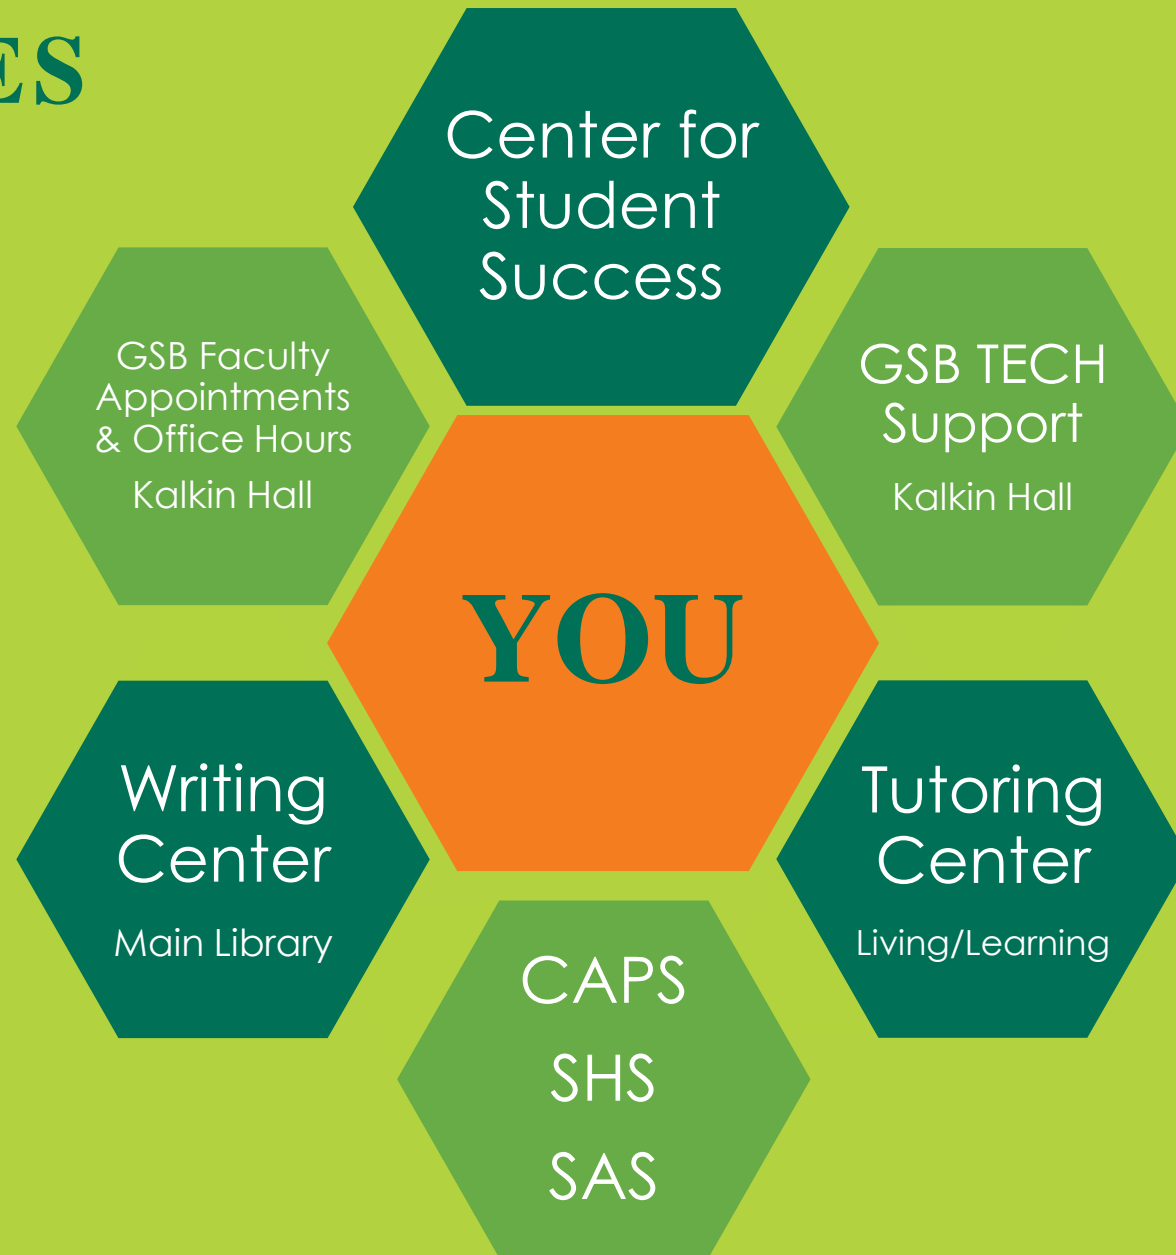 ES
Center for
Student
Success
GSB Faculty
Appointments
& Office Hours
Kalkin Hall
GSB TECH
Support
Kalkin Hall
YOU
Writing
Center
Main Library
Tutoring
Center
Living/Learning
CAPS
SHS
SAS